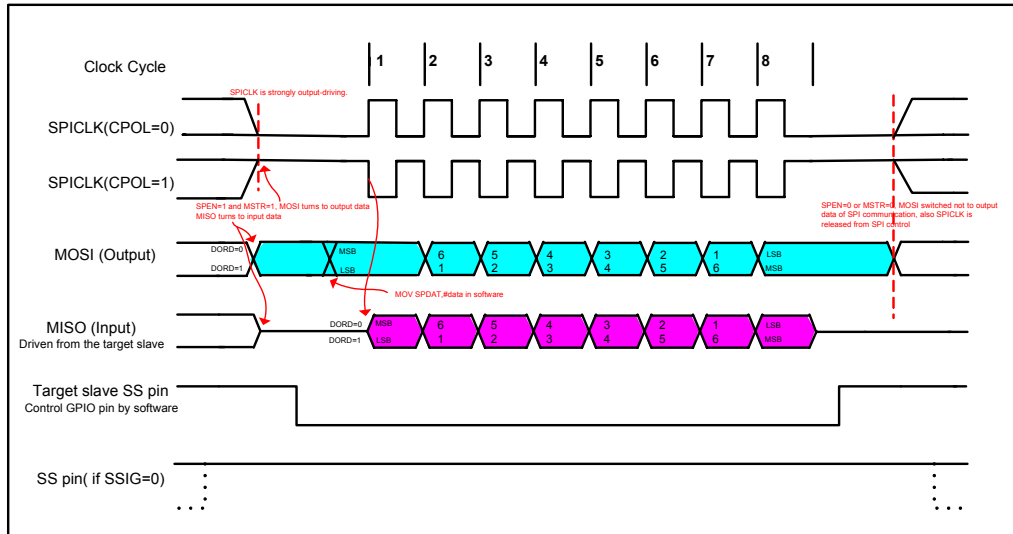 Clock Cycle
1 2 3 4 5 6 7 8
SPICLK is strongly output-driving.
SPICLK(CPOL=0)
SPICLK(CPOL=1)
SPEN=1 and MSTR=1, MOSI turns to output data
MISO turns to input data
SPEN=0 or MSTR=0, MOSI switched not to output
data of SPI communication, also SPICLK is
released from SPI control
MOSI (Output)
DORD=0 MSB 6 5 4 3 2 1 LSB
DORD=1 LSB 1 2 3 4 5 6 MSB
MOV SPDAT,#data in software
MISO (Input)
Driven from the target slave
DORD=0 MSB 6 5 4 3 2 1 LSB
DORD=1 LSB 1 2 3 4 5 6 MSB
Target slave SS pin
Control GPIO pin by software
SS pin( if SSIG=0)